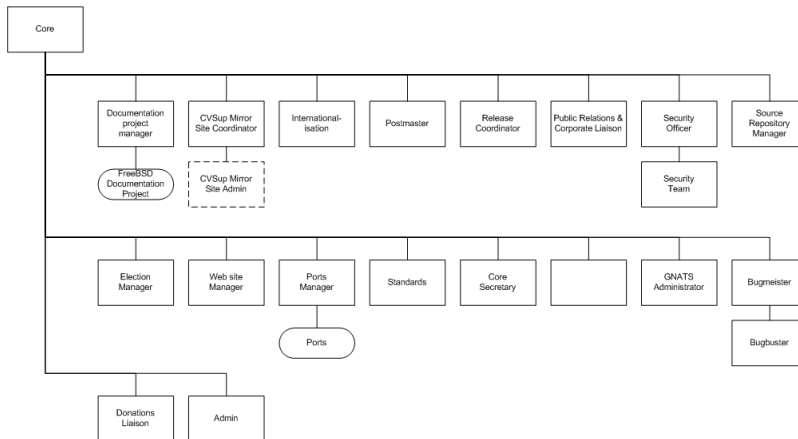 Core
Documentation
project
manager
CVSup Mirror
Site Coordinator
International-
isation
Postmaster
Release
Coordinator
Public Relations &
Corporate Liaison
Security
Officer
Source
Repository
Manager
FreeBSD
Documentation
Project
CVSup Mirror
Site Admin
Security
Team
Election
Manager
Web site
Manager
Ports
Manager
Standards
Core
Secretary
GNATS
Administrator
Bugmeister
Ports
Bugbuster
Donations
Liaison
Admin